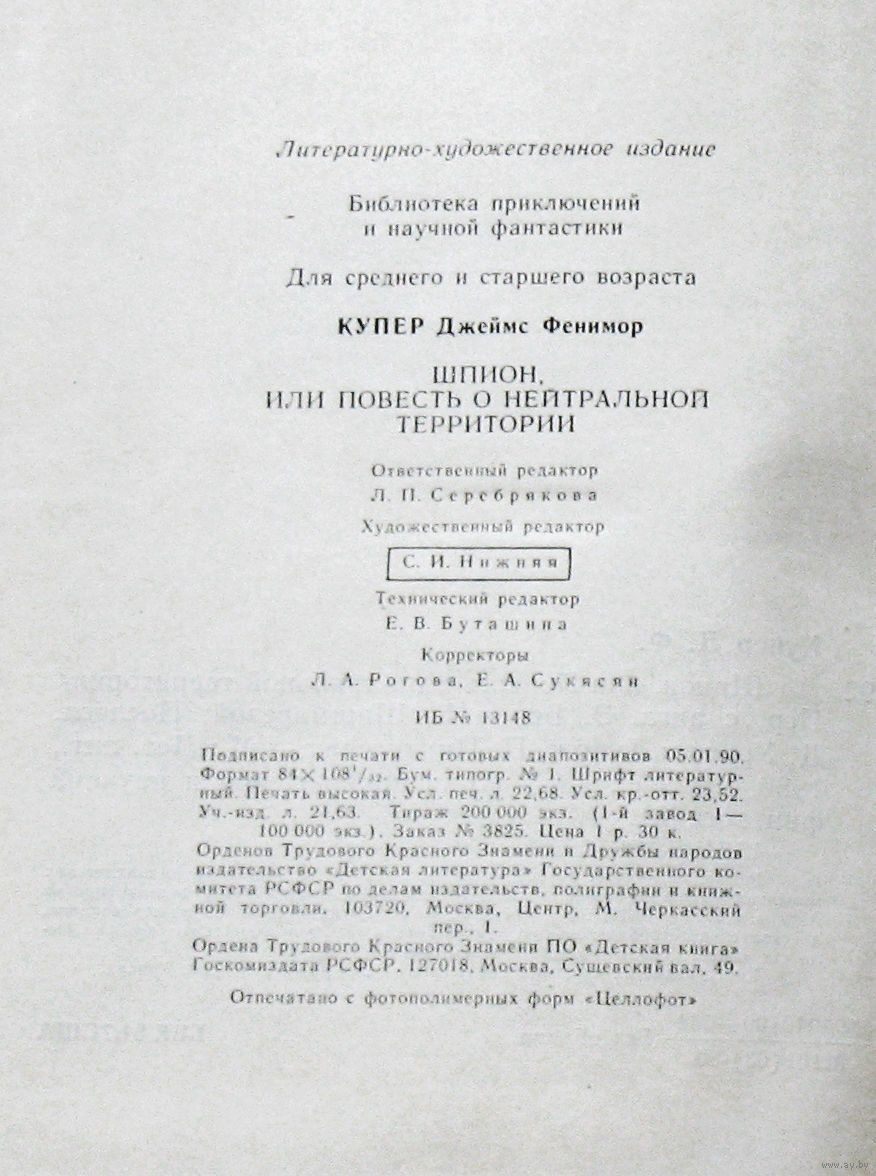 Литературно-художественное издание
Библиотека приключений
и научной фантастики
Для среднего и старшего возраста
КУПЕР Джеймс Фенимор
ШПИОН,
ИЛИ ПОВЕСТЬ О НЕЙТРАЛЬНОЙ
ТЕРРИТОРИИ
Ответственный редактор
Л. П. Серебрякова
Художественный редактор
С. И. Нижняя
Технический редактор
Е. В. Буташина
Корректоры
Л. А. Рогова, Е. А. Сукясян
ИБ № 13148
Подписано к печати с готовых диапозитивов 05.01.90.
Формат 84×108¹/₃₂. Бум. типогр. № 1. Шрифт литератур-
ный. Печать высокая. Усл. печ. л. 22,68. Усл. кр.-отт. 23,52.
Уч.-изд. л. 21,63. Тираж 200 000 экз. (1-й завод 1—
100 000 экз.). Заказ № 3825. Цена 1 р. 30 к.
Орденов Трудового Красного Знамени и Дружбы народов
издательство «Детская литература» Государственного ко-
митета РСФСР по делам издательств, полиграфии и книж-
ной торговли. 103720, Москва, Центр, М. Черкасский
пер., 1.
Ордена Трудового Красного Знамени ПО «Детская книга»
Госкомиздата РСФСР. 127018, Москва, Сущевский вал, 49.
Отпечатано с фотополимерных форм «Целлофот»
www.ay.by